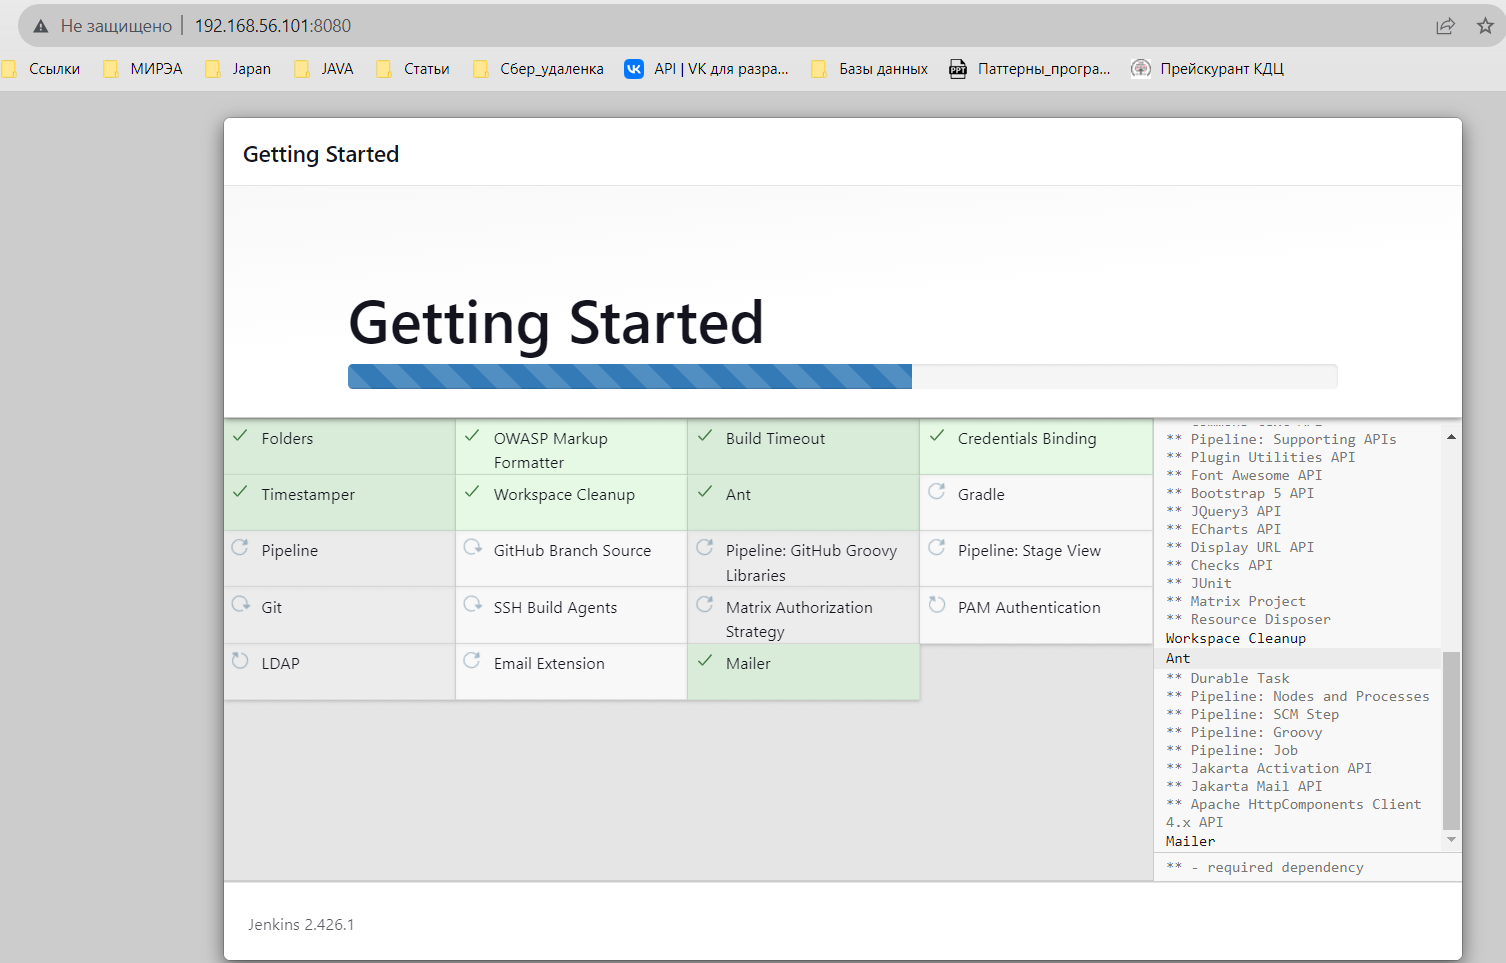 Не защищено | 192.168.56.101:8080
Ссылки МИРЭА Japan JAVA Статьи Сбер_удаленка API | VK для разра... Базы данных Паттерны_програ... Прейскурант КДЦ
Getting Started
Getting Started
Folders
OWASP Markup
Formatter
Build Timeout
Credentials Binding
Timestamper
Workspace Cleanup
Ant
Gradle
Pipeline
GitHub Branch Source
Pipeline: GitHub Groovy
Libraries
Pipeline: Stage View
Git
SSH Build Agents
Matrix Authorization
Strategy
PAM Authentication
LDAP
Email Extension
Mailer
** Pipeline: Supporting APIs
** Plugin Utilities API
** Font Awesome API
** Bootstrap 5 API
** JQuery3 API
** ECharts API
** Display URL API
** Checks API
** JUnit
** Matrix Project
** Resource Disposer
Workspace Cleanup
Ant
** Durable Task
** Pipeline: Nodes and Processes
** Pipeline: SCM Step
** Pipeline: Groovy
** Pipeline: Job
** Jakarta Activation API
** Jakarta Mail API
** Apache HttpComponents Client
4.x API
Mailer
** - required dependency
Jenkins 2.426.1